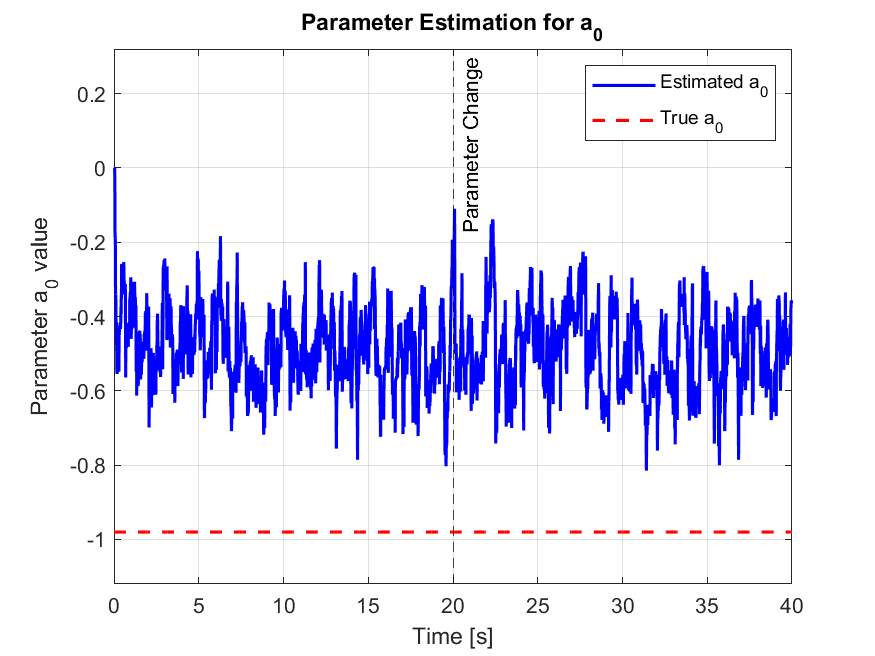 Parameter Estimation for a₀
Estimated a₀
True a₀
Parameter Change
Parameter a₀ value
0.2
0
-0.2
-0.4
-0.6
-0.8
-1
0 5 10 15 20 25 30 35 40
Time [s]